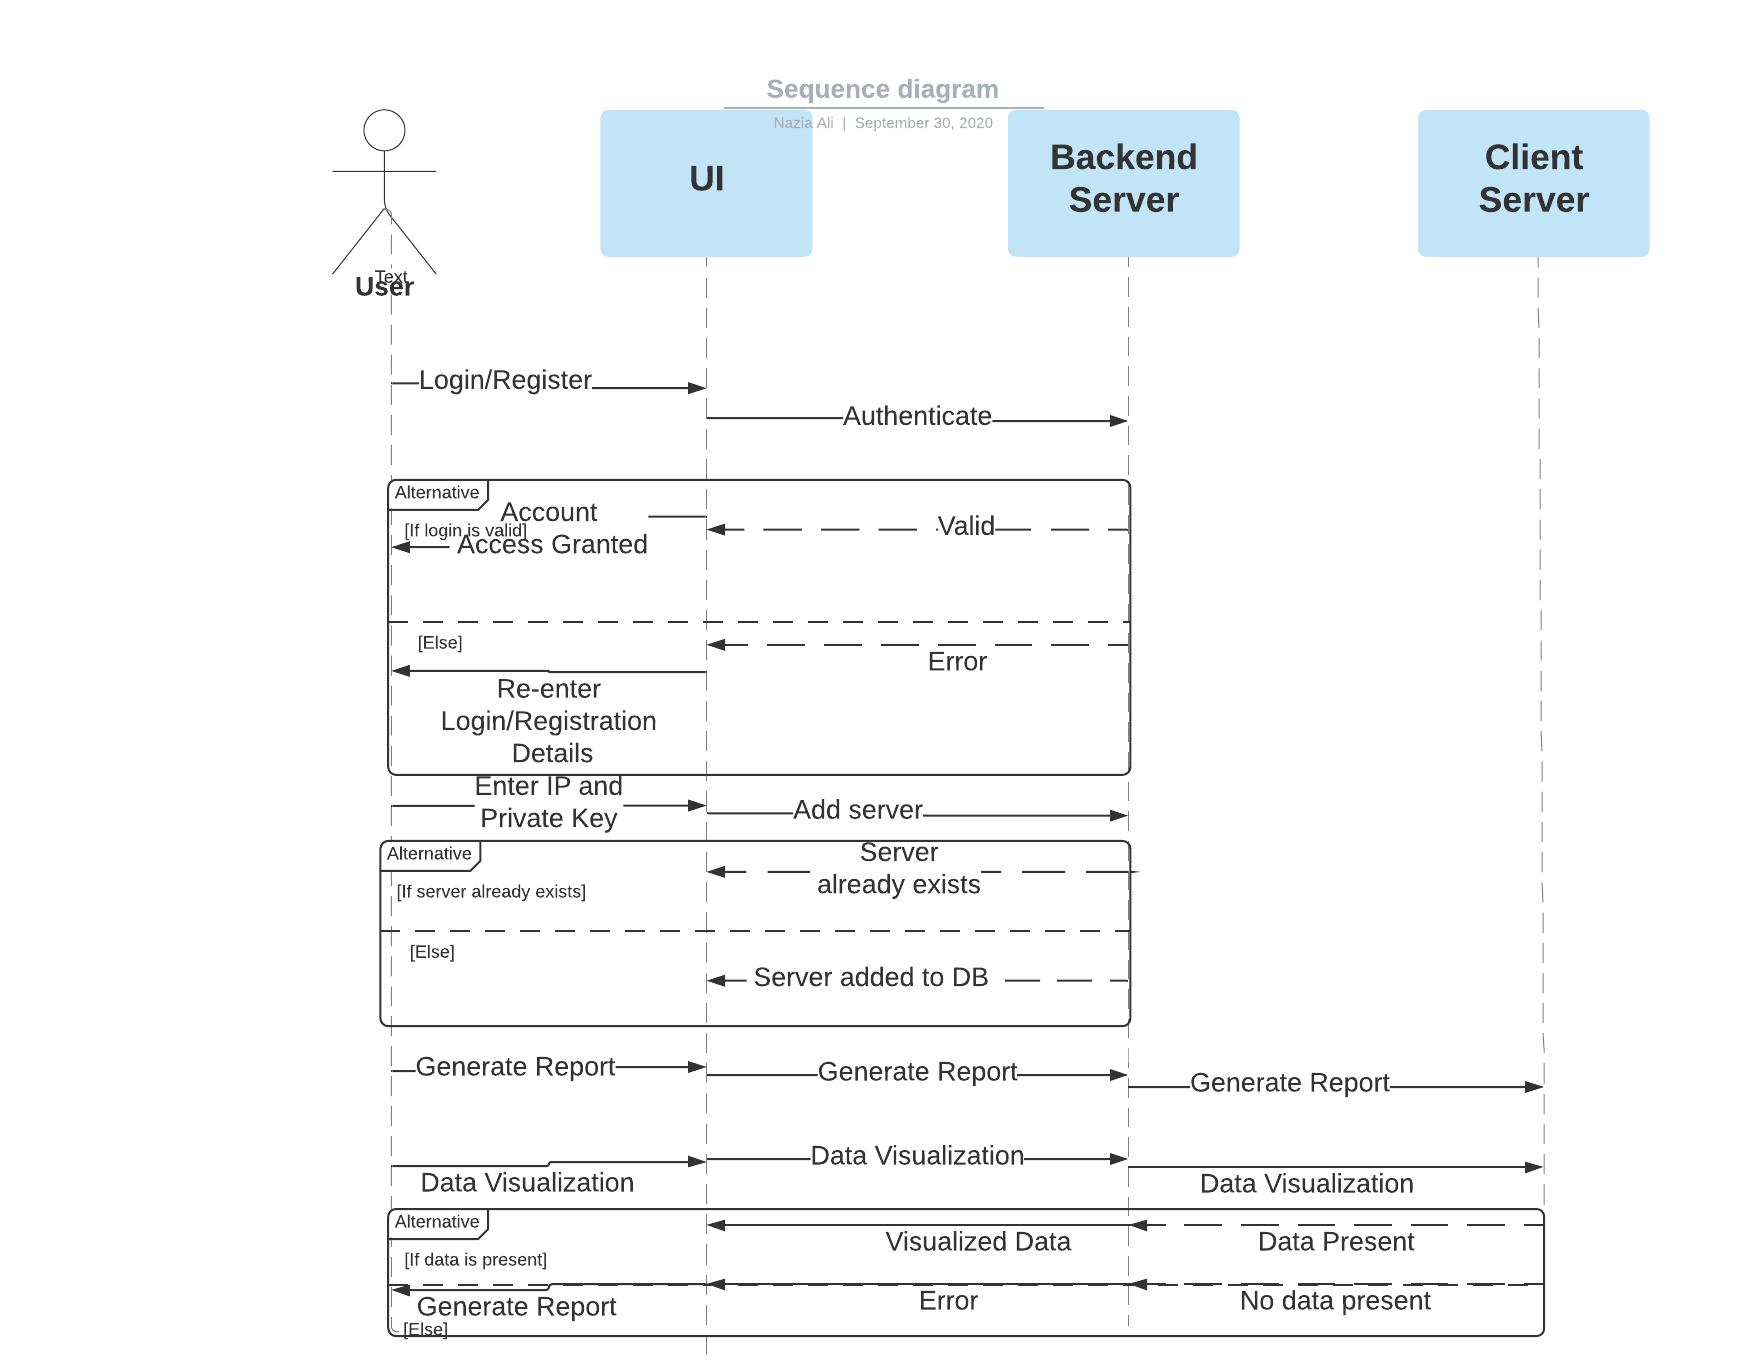 Sequence diagram
Nazia Ali | September 30, 2020
UI
Backend
Server
Client
Server
Text
User
Login/Register
Authenticate
Alternative
[If login is valid]
Account
Access Granted
Valid
[Else]
Error
Re-enter
Login/Registration
Details
Enter IP and
Private Key
Add server
Alternative
[If server already exists]
Server
already exists
[Else]
Server added to DB
Generate Report
Generate Report
Generate Report
Data Visualization
Data Visualization
Data Visualization
Alternative
[If data is present]
Visualized Data
Data Present
Generate Report
Error
No data present
[Else]